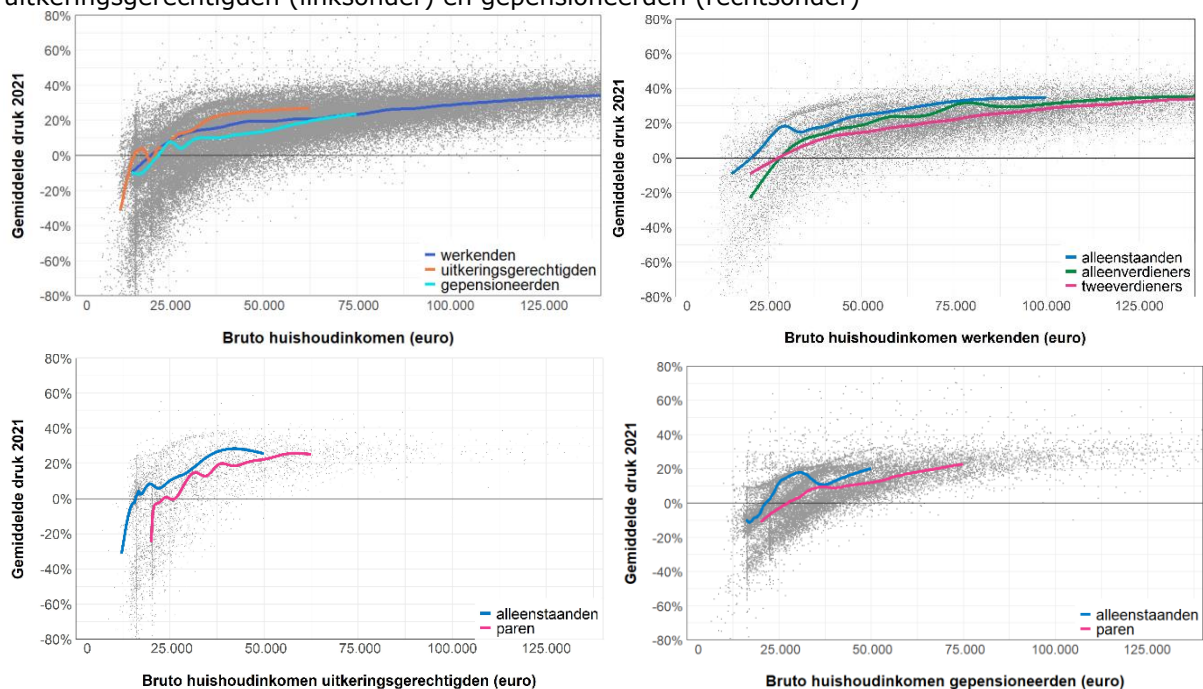 uitkeringsgerechtigden (linksonder) en gepensioneerden (rechtsonder)
80%
60%
40%
20%
0%
-20%
-40%
-60%
-80%
Gemiddelde druk 2021
werkenden
uitkeringsgerechtigden
gepensioneerden
0 25.000 50.000 75.000 100.000 125.000
Bruto huishoudinkomen (euro)
80%
60%
40%
20%
0%
-20%
-40%
-60%
-80%
Gemiddelde druk 2021
alleenstaanden
alleenverdieners
tweeverdieners
0 25.000 50.000 75.000 100.000 125.000
Bruto huishoudinkomen werkenden (euro)
80%
60%
40%
20%
0%
-20%
-40%
-60%
-80%
Gemiddelde druk 2021
alleenstaanden
paren
0 25.000 50.000 75.000 100.000 125.000
Bruto huishoudinkomen uitkeringsgerechtigden (euro)
80%
60%
40%
20%
0%
-20%
-40%
-60%
-80%
Gemiddelde druk 2021
alleenstaanden
paren
0 25.000 50.000 75.000 100.000 125.000
Bruto huishoudinkomen gepensioneerden (euro)